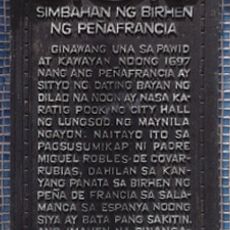 SIMBAHAN NG BIRHEN
NG PEÑAFRANCIA
GINAWANG UNA SA PAWID
AT KAWAYAN NOONG 1697
NANG ANG PEÑAFRANCIA AY
SITYO NG DATING BAYAN NG
DILAO NA NOON AY NASA KA-
RATIG POOK NG CITY HALL
NG LUNGSOD NG MAYNILA
NGAYON. NAITAYO ITO SA
PAGSUSUMIKAP NI PADRE
MIGUEL ROBLES DE COVAR-
RUBIAS, DAHILAN SA KAN-
YANG PANATA SA BIRHEN NG
PEÑA DE FRANCIA SA SALA-
MANCA SA ESPANYA NOONG
SIYA AY BATA PANG SAKITIN.